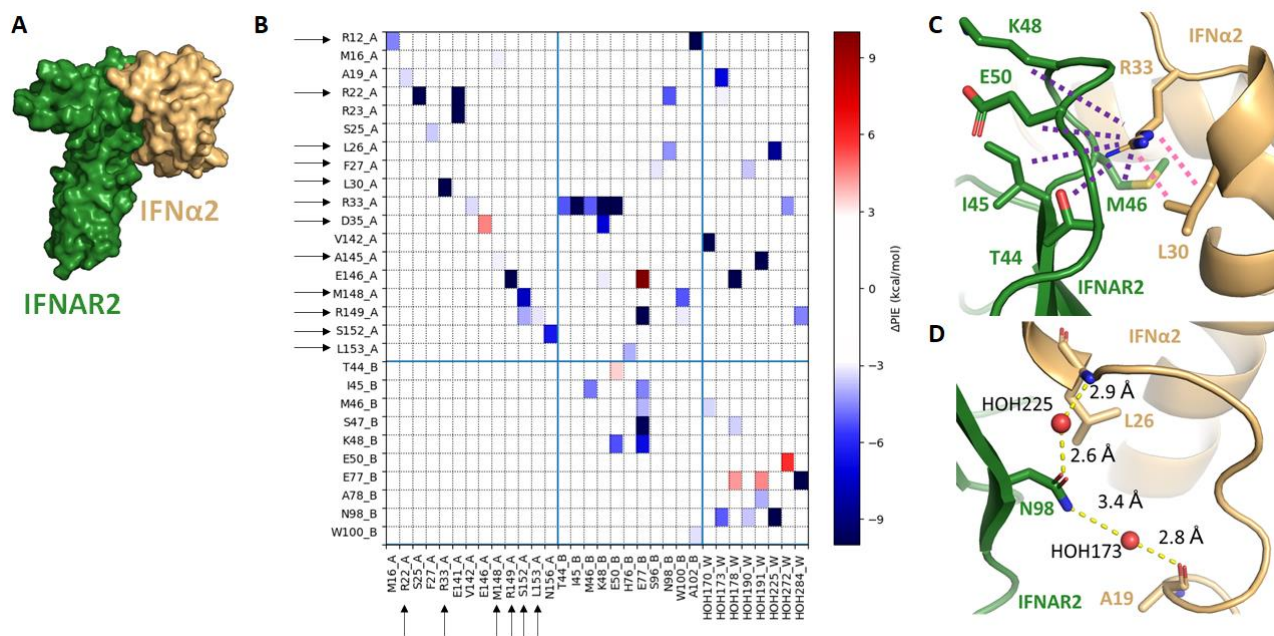 A
IFNα2
IFNAR2
B
R12_A
M16_A
A19_A
R22_A
R23_A
S25_A
L26_A
F27_A
L30_A
R33_A
D35_A
V142_A
A145_A
E146_A
M148_A
R149_A
S152_A
L153_A
T44_B
I45_B
M46_B
S47_B
K48_B
E50_B
E77_B
A78_B
N98_B
W100_B
M16_A
R22_A
S25_A
F27_A
R33_A
E141_A
V142_A
E146_A
M148_A
R149_A
S152_A
L153_A
N156_A
T44_B
I45_B
M46_B
K48_B
E50_B
H76_B
E77_B
S96_B
N98_B
W100_B
A102_B
HOH170_W
HOH173_W
HOH178_W
HOH190_W
HOH191_W
HOH225_W
HOH272_W
HOH284_W
9
6
3
0
−3
−6
−9
ΔPIE (kcal/mol)
C
K48
IFNα2
R33
E50
I45
M46
L30
T44
IFNAR2
D
IFNα2
2.9 Å
HOH225
L26
2.6 Å
N98
3.4 Å
2.8 Å
HOH173
IFNAR2
A19